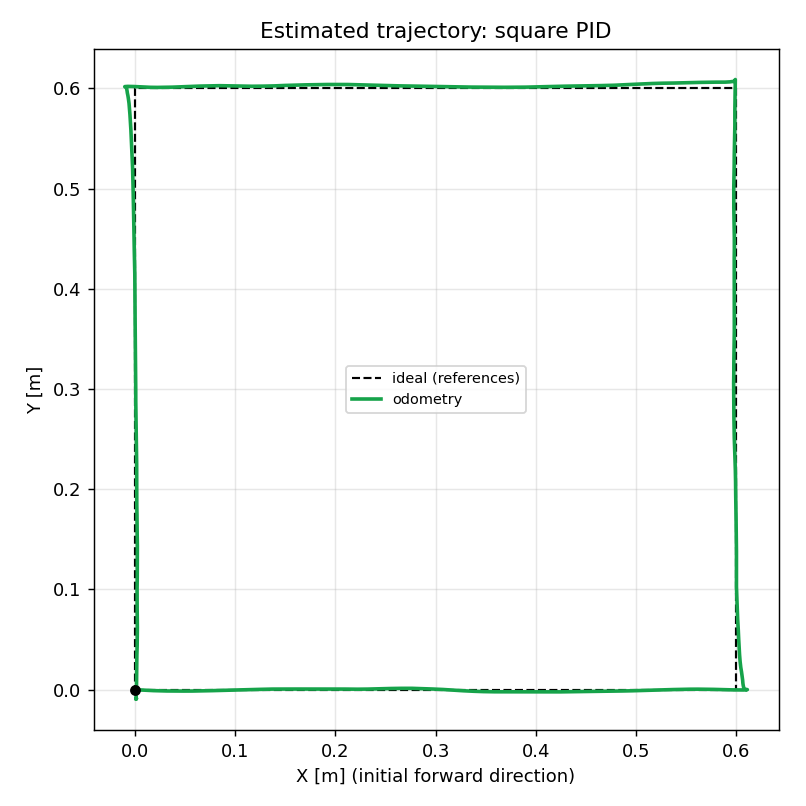 Estimated trajectory: square PID
0.6
0.5
0.4
0.3
0.2
0.1
0.0
Y [m]
ideal (references)
odometry
0.0 0.1 0.2 0.3 0.4 0.5 0.6
X [m] (initial forward direction)